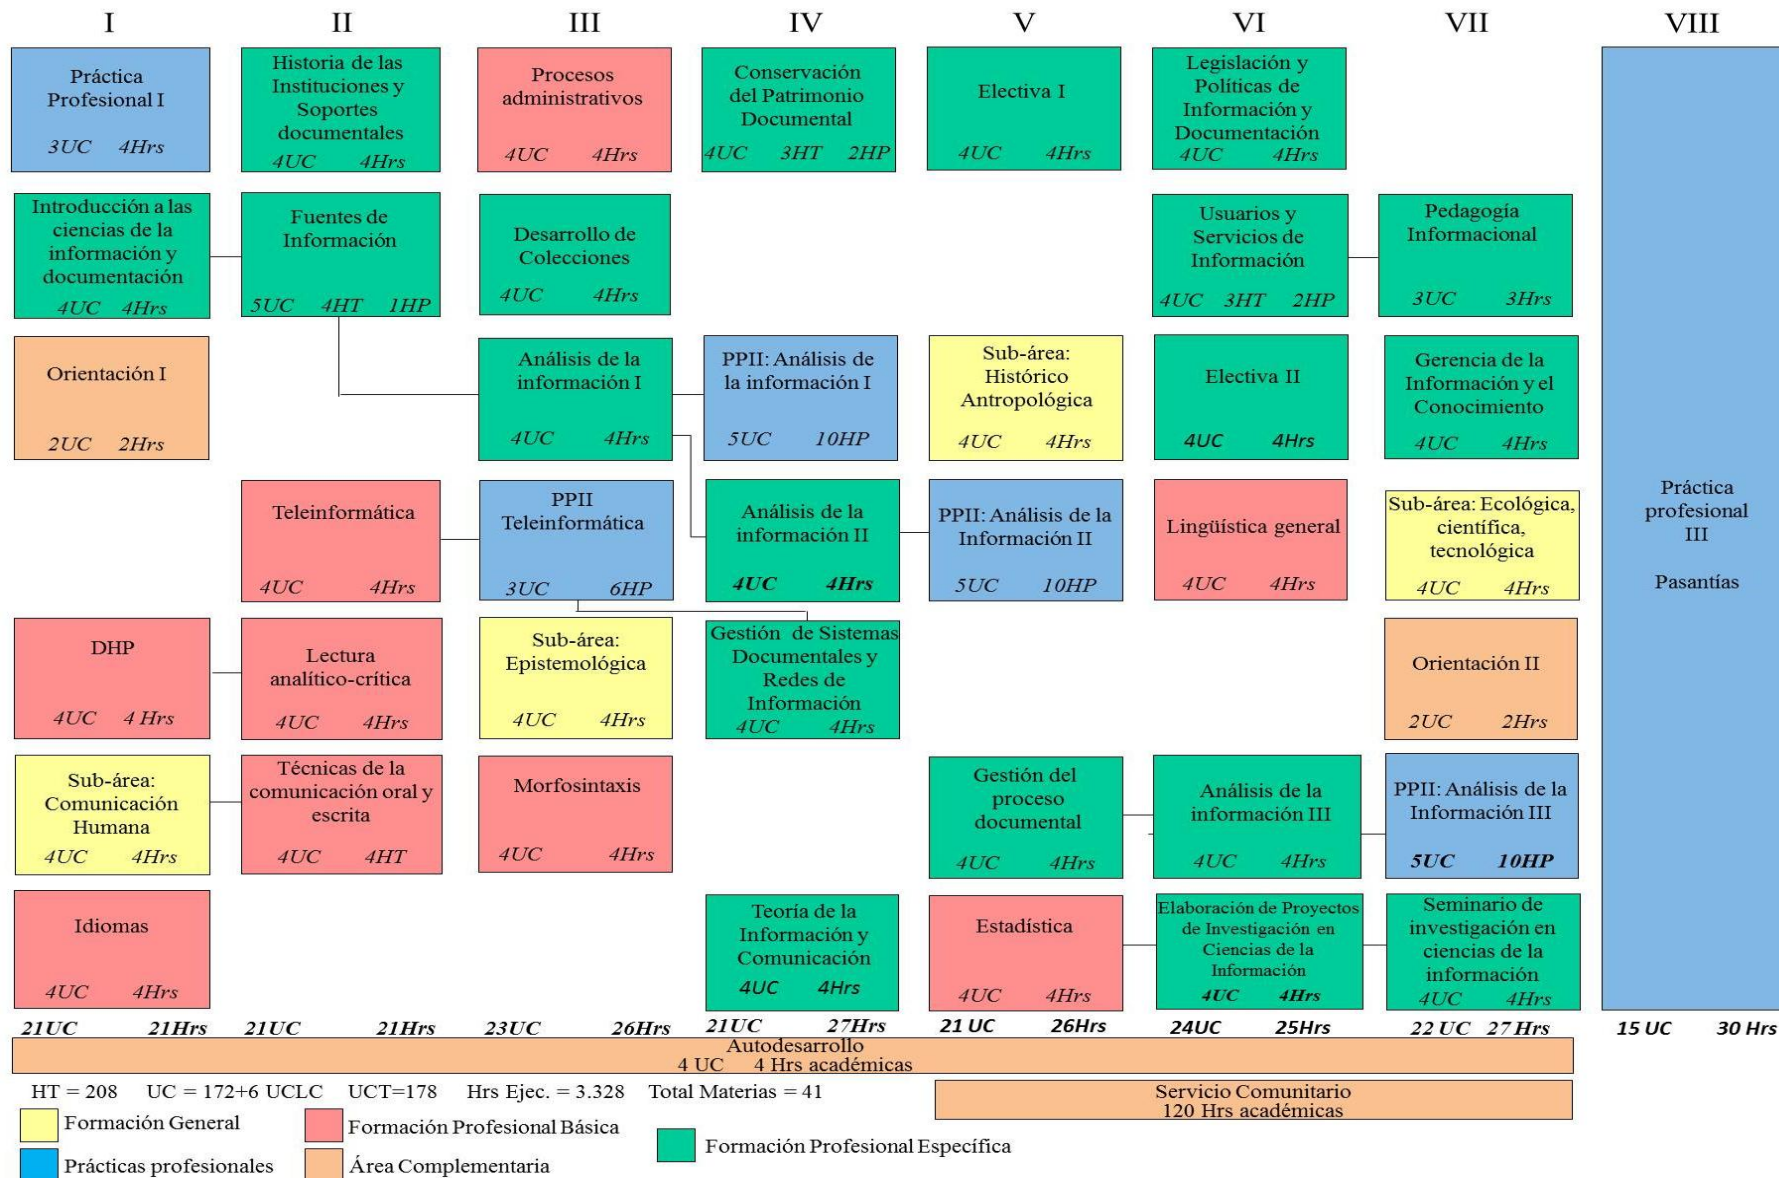 I II III IV V VI VII VIII
Práctica
Profesional I
3UC 4Hrs
Historia de las
Instituciones y
Soportes
documentales
4UC 4Hrs
Procesos
administrativos
4UC 4Hrs
Conservación
del Patrimonio
Documental
4UC 3HT 2HP
Electiva I
4UC 4Hrs
Legislación y
Políticas de
Información y
Documentación
4UC 4Hrs
Introducción a las
ciencias de la
información y
documentación
4UC 4Hrs
Fuentes de
Información
5UC 4HT 1HP
Desarrollo de
Colecciones
4UC 4Hrs
Usuarios y
Servicios de
Información
4UC 3HT 2HP
Pedagogía
Informacional
3UC 3Hrs
Orientación I
2UC 2Hrs
Análisis de la
información I
4UC 4Hrs
PPII: Análisis de
la información I
5UC 10HP
Sub-área:
Histórico
Antropológica
4UC 4Hrs
Electiva II
4UC 4Hrs
Gerencia de la
Información y el
Conocimiento
4UC 4Hrs
Teleinformática
4UC 4Hrs
PPII
Teleinformática
3UC 6HP
Análisis de la
información II
4UC 4Hrs
PPII: Análisis de la
Información II
5UC 10HP
Lingüística general
4UC 4Hrs
Sub-área: Ecológica,
científica,
tecnológica
4UC 4Hrs
Práctica
profesional
III
Pasantías
DHP
4UC 4 Hrs
Lectura
analítico-crítica
4UC 4Hrs
Sub-área:
Epistemológica
4UC 4Hrs
Gestión de Sistemas
Documentales y
Redes de
Información
4UC 4Hrs
Orientación II
2UC 2Hrs
Sub-área:
Comunicación
Humana
4UC 4Hrs
Técnicas de la
comunicación oral y
escrita
4UC 4HT
Morfosintaxis
4UC 4Hrs
Gestión del
proceso
documental
4UC 4Hrs
Análisis de la
información III
4UC 4Hrs
PPII: Análisis de la
Información III
5UC 10HP
Idiomas
4UC 4Hrs
Teoría de la
Información y
Comunicación
4UC 4Hrs
Estadística
4UC 4Hrs
Elaboración de Proyectos
de Investigación en
Ciencias de la
Información
4UC 4Hrs
Seminario de
investigación en
ciencias de la
información
4UC 4Hrs
21UC 21Hrs 21UC 21Hrs 23UC 26Hrs 21UC 27Hrs 21 UC 26Hrs 24UC 25Hrs 22 UC 27 Hrs 15 UC 30 Hrs
Autodesarrollo
4 UC 4 Hrs académicas
HT = 208 UC = 172+6 UCLC UCT=178 Hrs Ejec. = 3.328 Total Materias = 41
Servicio Comunitario
120 Hrs académicas
Formación General
Formación Profesional Básica
Formación Profesional Específica
Prácticas profesionales
Área Complementaria